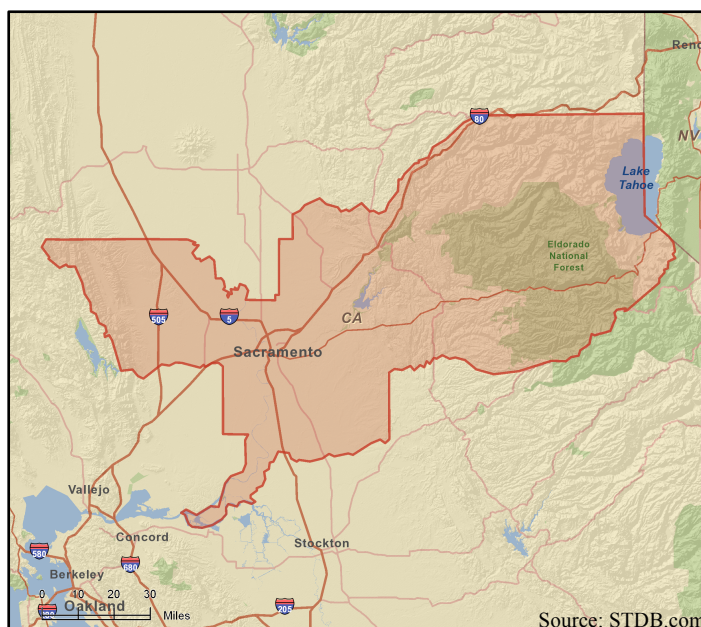 Reno
80
NV
Lake
Tahoe
Eldorado
National
Forest
505
5
CA
Sacramento
Vallejo
Concord
Stockton
580
680
Berkeley
0 10 20 30
Miles
Oakland
205
Source: STDB.com